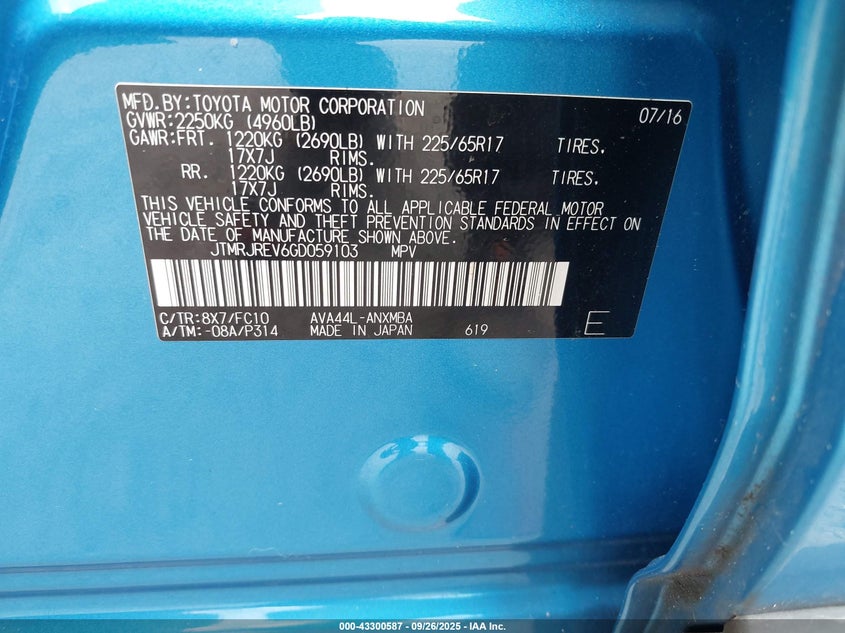 MFD.BY:TOYOTA MOTOR CORPORATION 07/16
GVWR:2250KG (4960LB)
GAWR:FRT. 1220KG (2690LB) WITH 225/65R17 TIRES.
17X7J RIMS.
RR. 1220KG (2690LB) WITH 225/65R17 TIRES.
17X7J RIMS.
THIS VEHICLE CONFORMS TO ALL APPLICABLE FEDERAL MOTOR
VEHICLE SAFETY AND THEFT PREVENTION STANDARDS IN EFFECT ON
THE DATE OF MANUFACTURE SHOWN ABOVE.
JTMRJREV6GD059103 MPV
C/TR:8X7/FC10 AVA44L-ANXMBA
A/TM:-08A/P314 MADE IN JAPAN 619 E
000-43300587 - 09/26/2025 - IAA Inc.